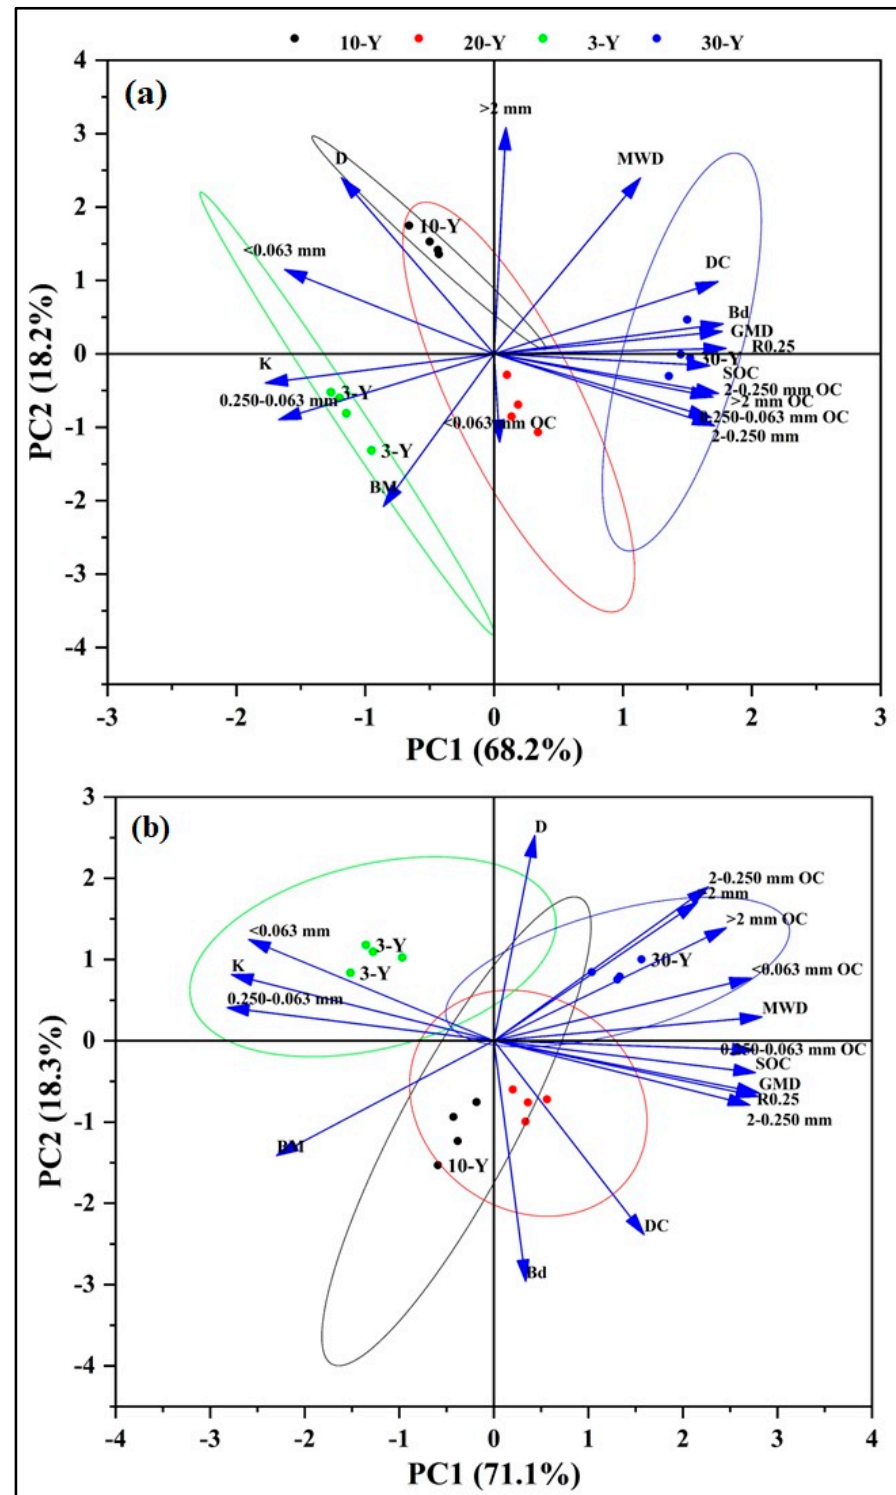 10-Y 20-Y 3-Y 30-Y
(a)
4
3
2
1
0
-1
-2
-3
-4
PC2 (18.2%)
>2 mm
D
MWD
10-Y
<0.063 mm
DC
Bd
GMD
R0.25
30-Y
SOC
K
2-0.250 mm OC
3-Y
0.250-0.063 mm
>2 mm OC
<0.063 mm OC
0.250-0.063 mm OC
2-0.250 mm
3-Y
BM
-3 -2 -1 0 1 2 3
PC1 (68.2%)
(b)
3
2
1
0
-1
-2
-3
-4
PC2 (18.3%)
D
2-0.250 mm OC
2 mm
>2 mm OC
<0.063 mm
3-Y
30-Y
K
3-Y
<0.063 mm OC
0.250-0.063 mm
MWD
0.250-0.063 mm OC
SOC
GMD
R0.25
2-0.250 mm
BM
10-Y
DC
Bd
-4 -3 -2 -1 0 1 2 3 4
PC1 (71.1%)